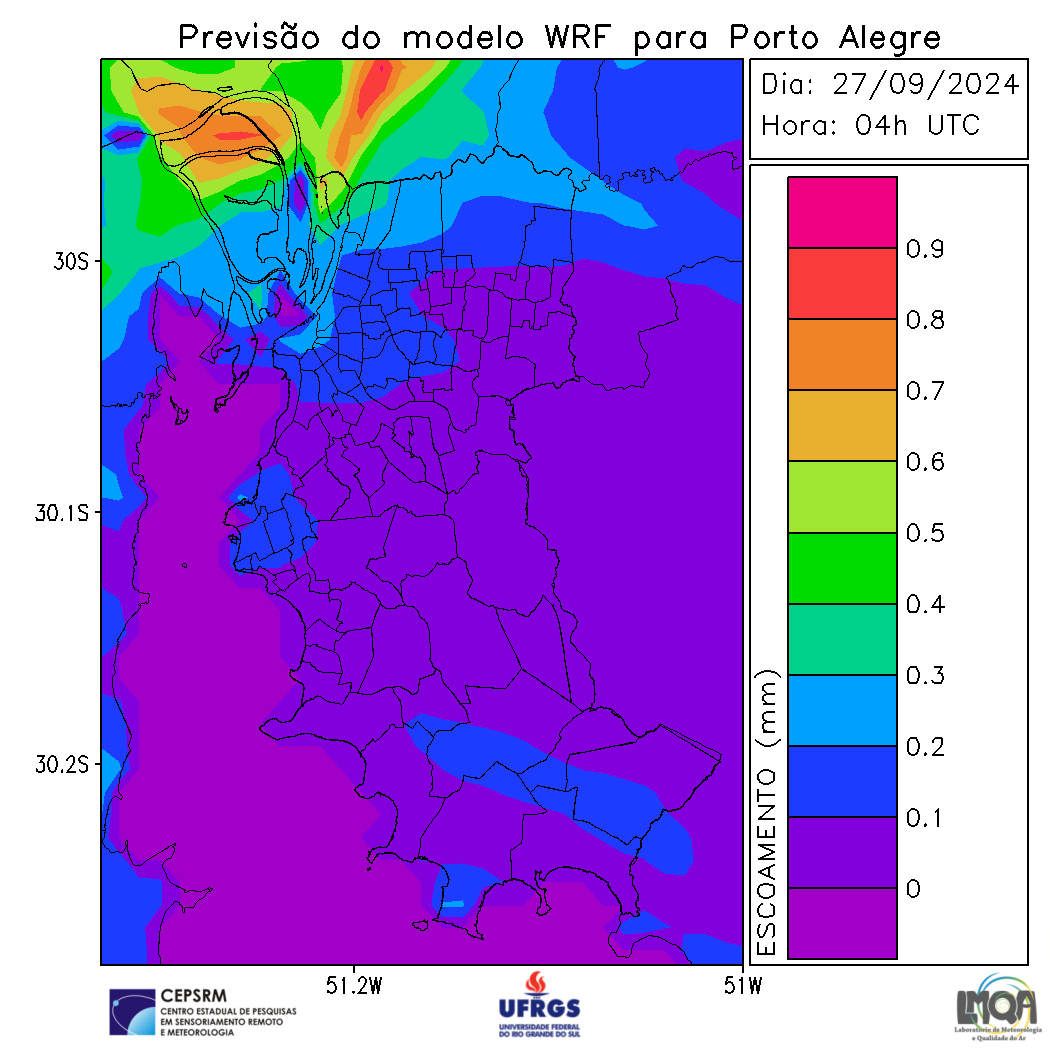 Previsão do modelo WRF para Porto Alegre
Dia: 27/09/2024
Hora: 04h UTC
30S
30.1S
30.2S
51.2W
51W
ESCOAMENTO (mm)
0.9
0.8
0.7
0.6
0.5
0.4
0.3
0.2
0.1
0
CEPSRM
CENTRO ESTADUAL DE PESQUISAS
EM SENSORIAMENTO REMOTO
E METEOROLOGIA
UFRGS
UNIVERSIDADE FEDERAL
DO RIO GRANDE DO SUL
LMQA
Laboratório de Meteorologia
e Qualidade do Ar